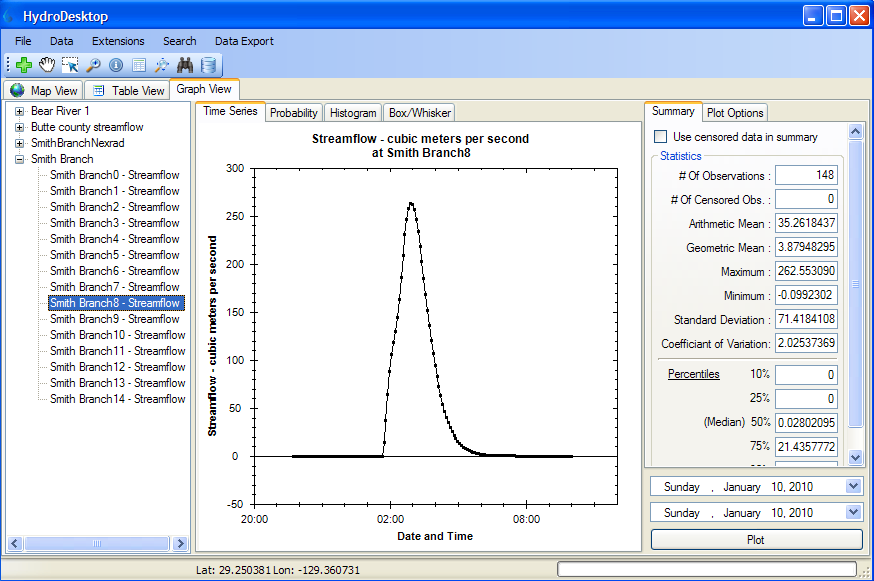 HydroDesktop
File Data Extensions Search Data Export
Map View Table View Graph View
Bear River 1
Butte county streamflow
SmithBranchNexrad
Smith Branch
Smith Branch0 - Streamflow
Smith Branch1 - Streamflow
Smith Branch2 - Streamflow
Smith Branch3 - Streamflow
Smith Branch4 - Streamflow
Smith Branch5 - Streamflow
Smith Branch6 - Streamflow
Smith Branch7 - Streamflow
Smith Branch8 - Streamflow
Smith Branch9 - Streamflow
Smith Branch10 - Streamflow
Smith Branch11 - Streamflow
Smith Branch12 - Streamflow
Smith Branch13 - Streamflow
Smith Branch14 - Streamflow
Time Series Probability Histogram Box/Whisker
Streamflow - cubic meters per second
at Smith Branch8
Streamflow - cubic meters per second
300
250
200
150
100
50
0
-50
20:00 02:00 08:00
Date and Time
Summary Plot Options
Use censored data in summary
Statistics
# Of Observations : 148
# Of Censored Obs. : 0
Arithmetic Mean : 35.2618437
Geometric Mean : 3.87948295
Maximum : 262.553090
Minimum : -0.0992302
Standard Deviation : 71.4184108
Coefficiant of Variation: 2.02537369
Percentiles 10% 0
25% 0
(Median) 50% 0.02802095
75% 21.4357772
Sunday , January 10, 2010
Sunday , January 10, 2010
Plot
Lat: 29.250381 Lon: -129.360731